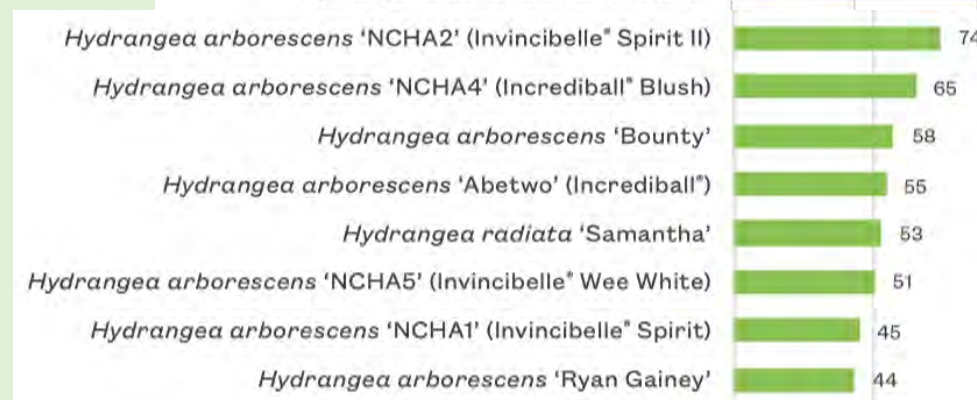 Hydrangea arborescens ‘NCHA2’ (Invincibelle® Spirit II) 74
Hydrangea arborescens ‘NCHA4’ (Incrediball® Blush) 65
Hydrangea arborescens ‘Bounty’ 58
Hydrangea arborescens ‘Abetwo’ (Incrediball®) 55
Hydrangea radiata ‘Samantha’ 53
Hydrangea arborescens ‘NCHA5’ (Invincibelle® Wee White) 51
Hydrangea arborescens ‘NCHA1’ (Invincibelle® Spirit) 45
Hydrangea arborescens ‘Ryan Gainey’ 44